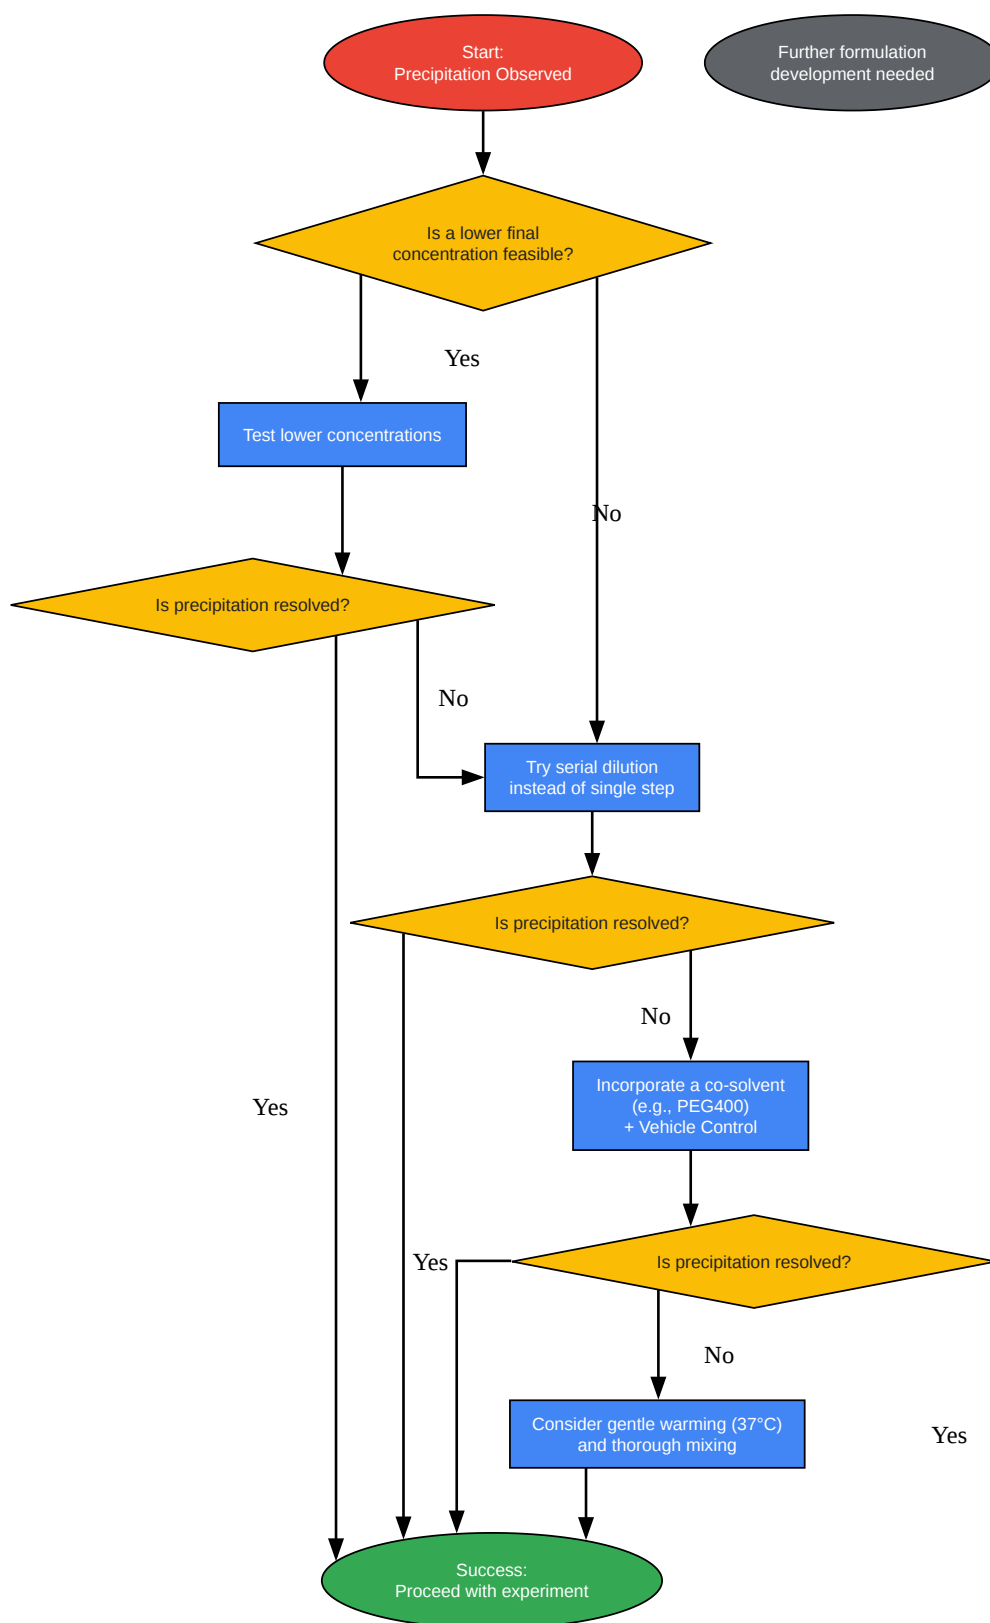 Start:
Precipitation Observed
Further formulation
development needed
Is a lower final
concentration feasible?
Yes
Test lower concentrations
No
Is precipitation resolved?
No
Try serial dilution
instead of single step
Is precipitation resolved?
No
Incorporate a co-solvent
(e.g., PEG400)
+ Vehicle Control
Yes
Yes
Is precipitation resolved?
No
Consider gentle warming (37°C)
and thorough mixing
Yes
Success:
Proceed with experiment